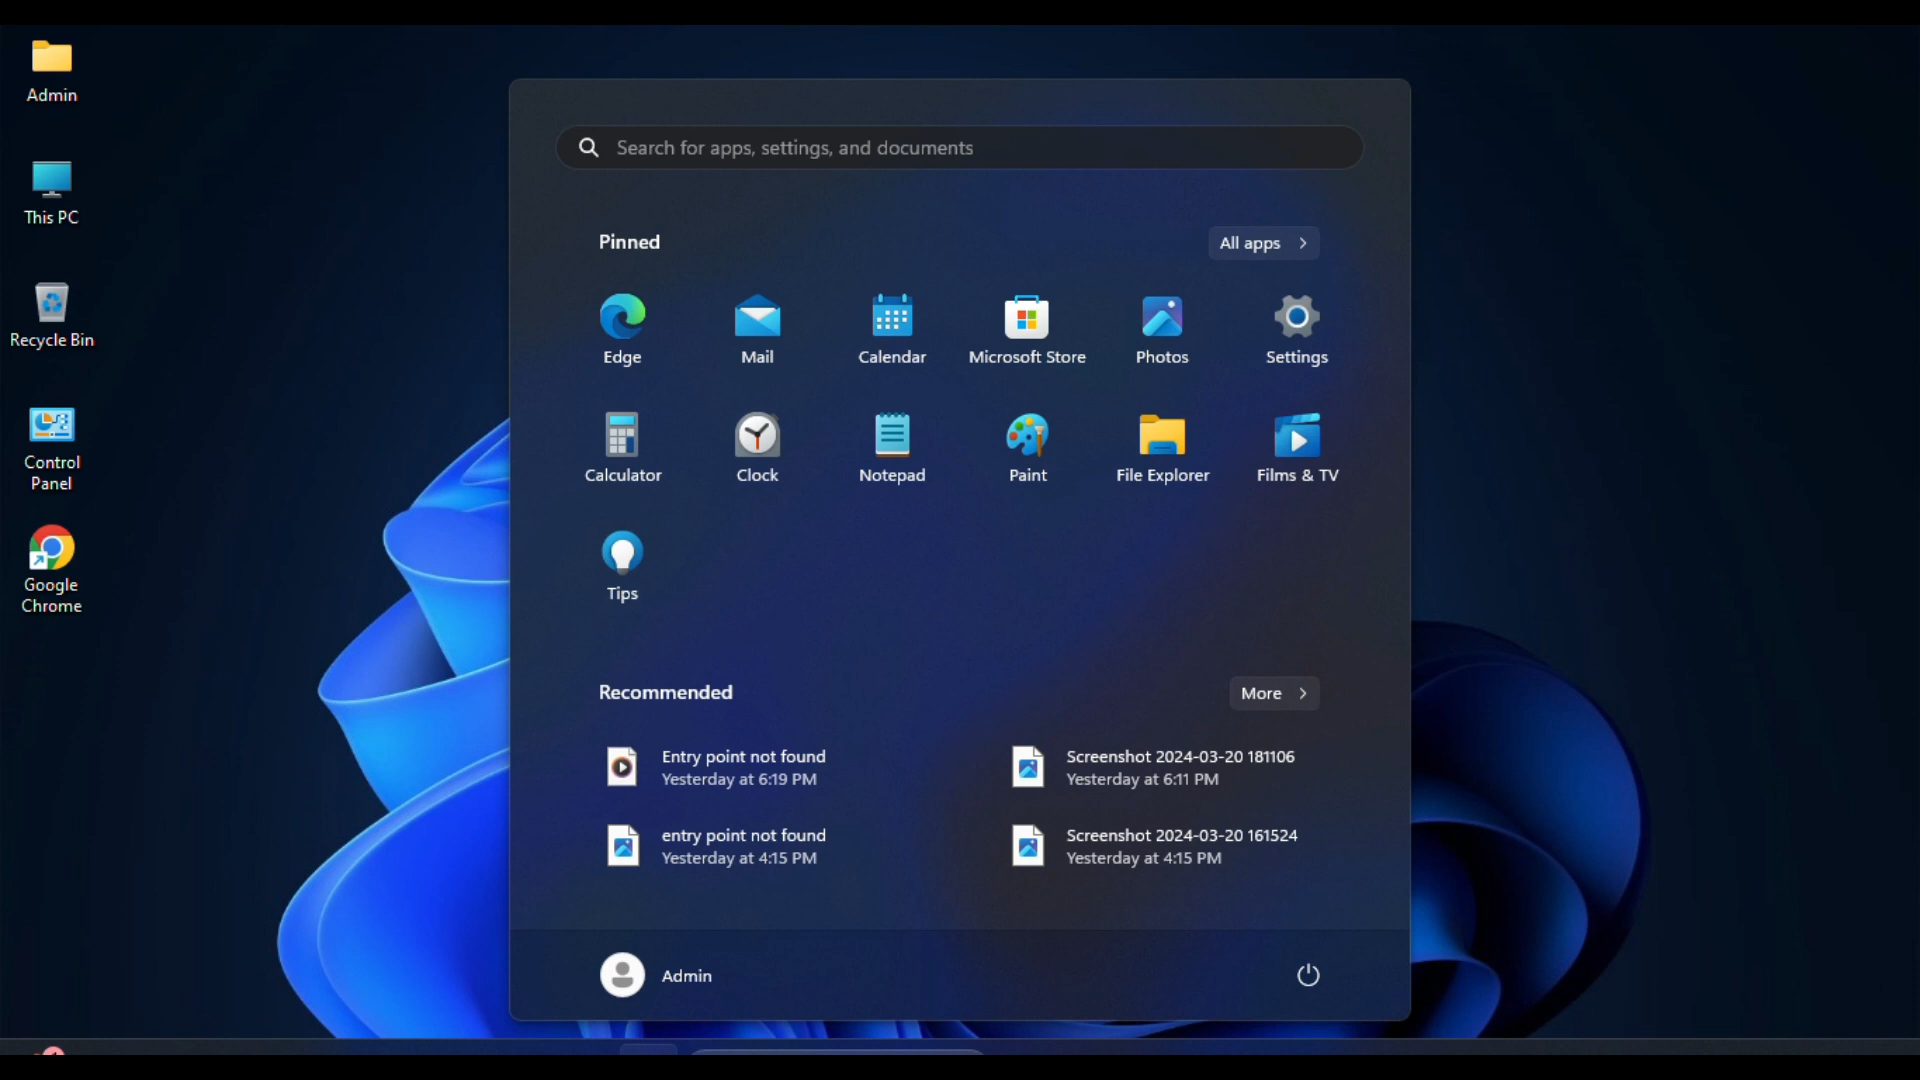 Admin
This PC
Recycle Bin
Control
Panel
Google
Chrome
Search for apps, settings, and documents
Pinned
All apps
Edge
Mail
Calendar
Microsoft Store
Photos
Settings
Calculator
Clock
Notepad
Paint
File Explorer
Films & TV
Tips
Recommended
More
Entry point not found
Yesterday at 6:19 PM
Screenshot 2024-03-20 181106
Yesterday at 6:11 PM
entry point not found
Yesterday at 4:15 PM
Screenshot 2024-03-20 161524
Yesterday at 4:15 PM
Admin